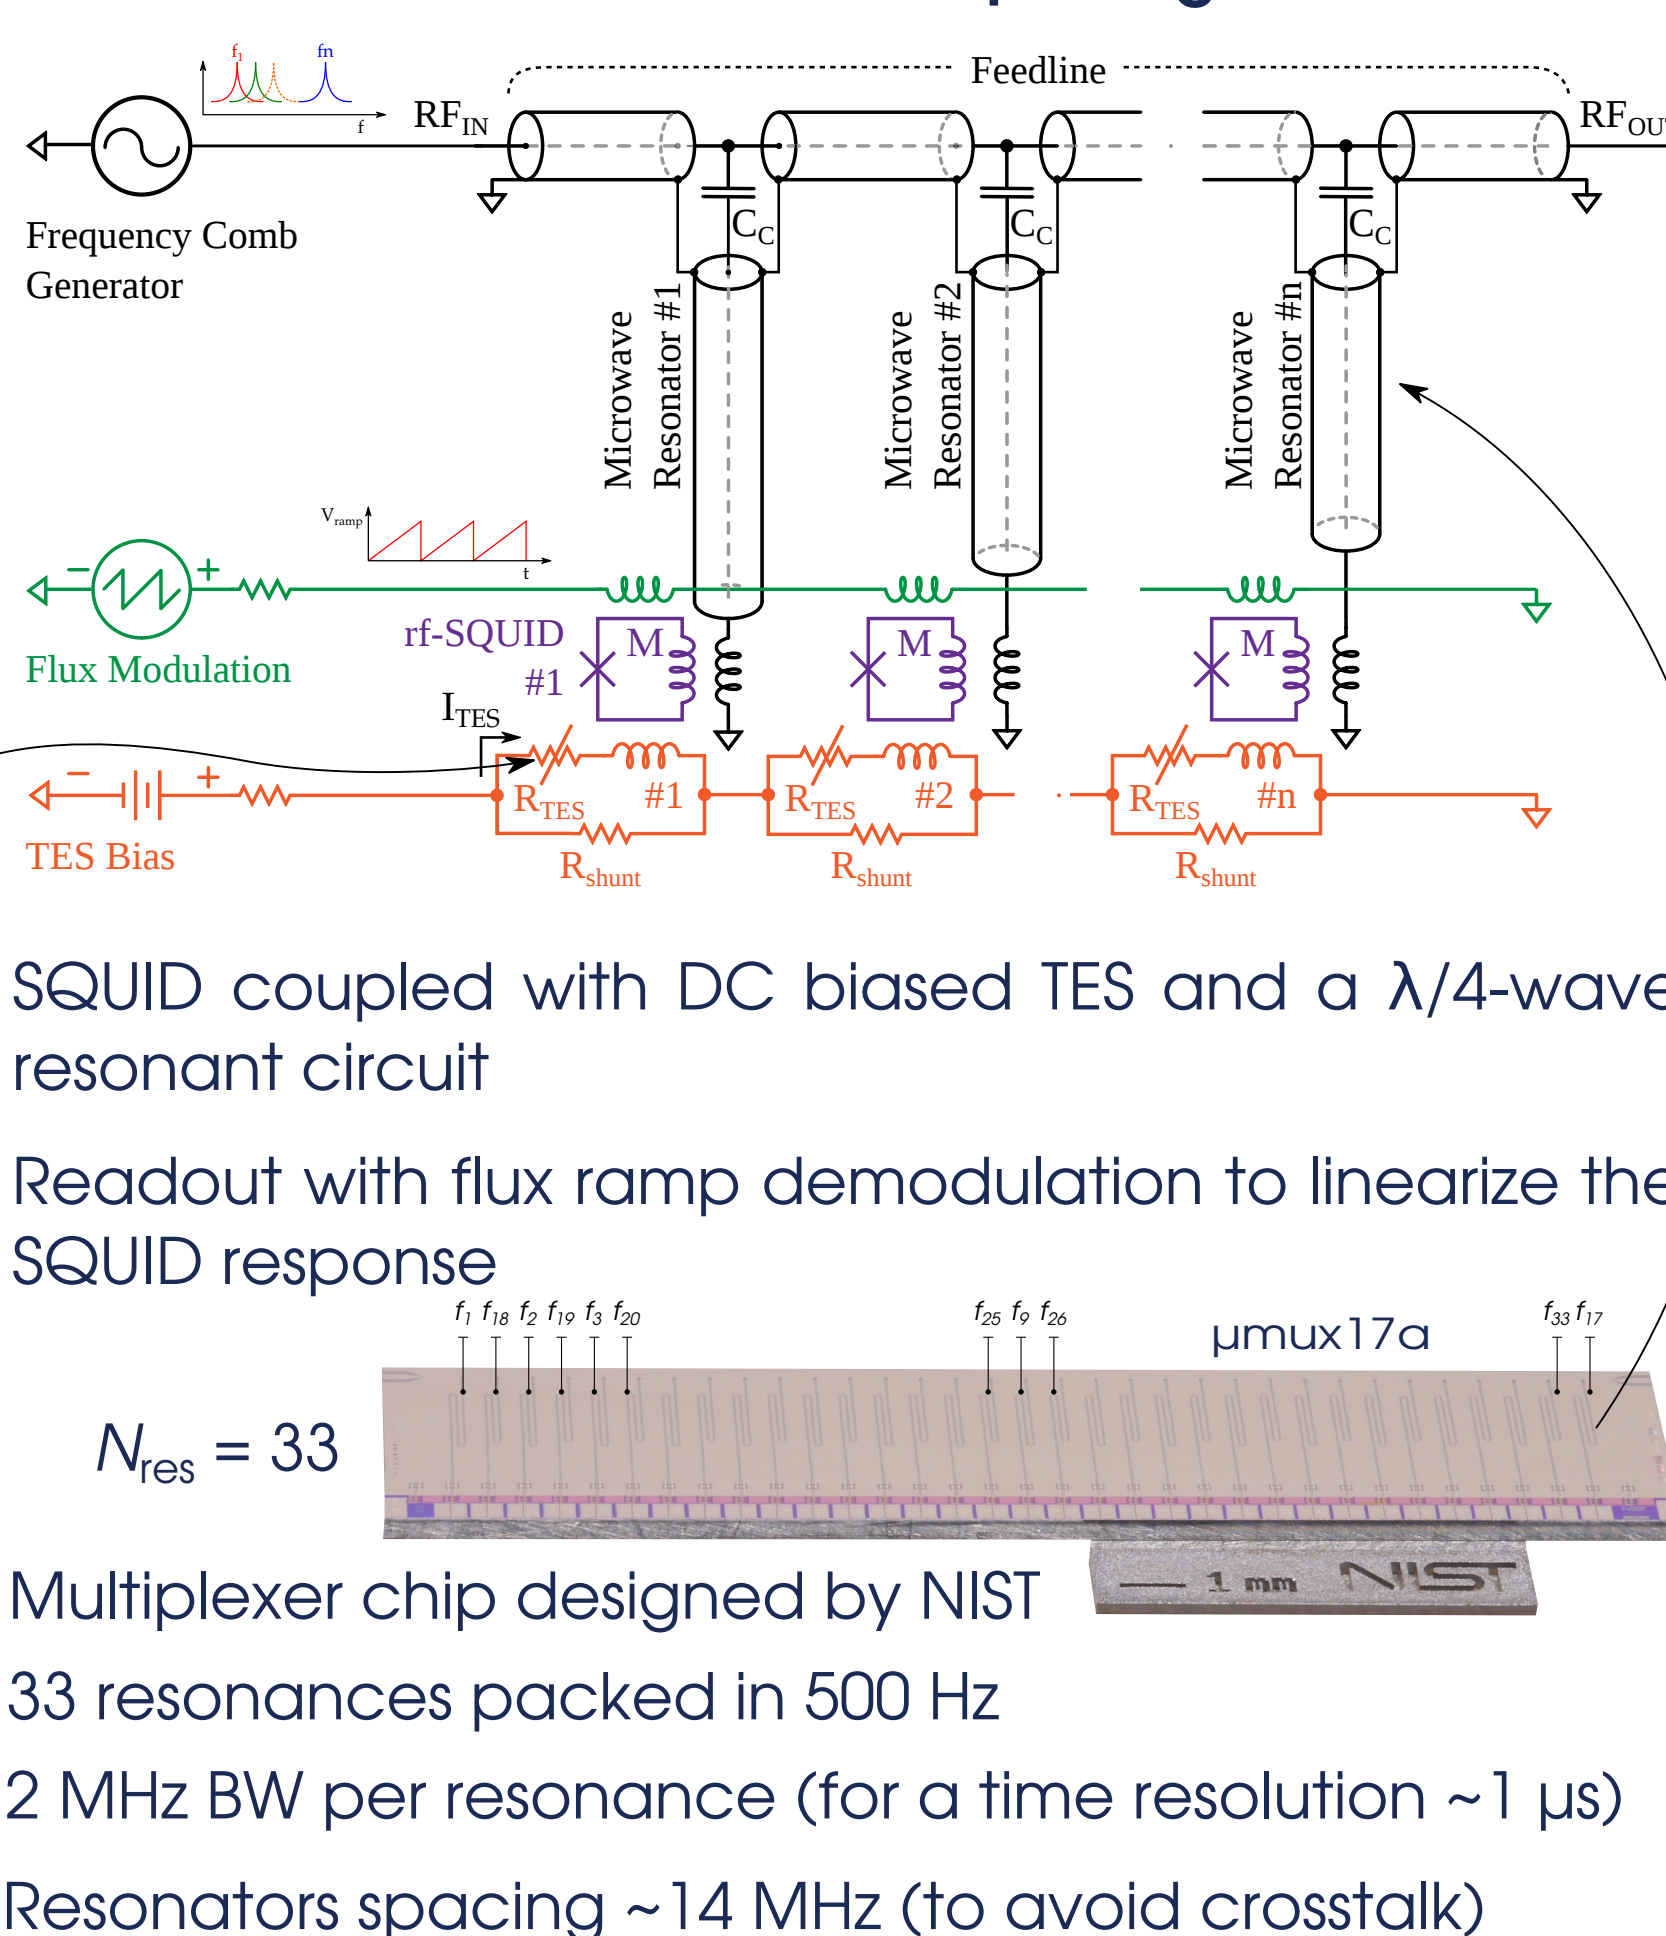 f1 fn
f
RFIN
Feedline
Frequency Comb
Generator
CC
CC
CC
Microwave
Resonator #1
Microwave
Resonator #2
Microwave
Resonator #n
Vramp
t
Flux Modulation
rf-SQUID
#1
M
M
M
ITES
TES Bias
RTES #1
RTES #2
RTES #n
Rshunt
Rshunt
Rshunt
SQUID coupled with DC biased TES and a λ/4-wave
resonant circuit
Readout with flux ramp demodulation to linearize the
SQUID response
f1 f18 f2 f19 f3 f20 f25 f9 f26 f33 f17
μmux17a
Nres = 33
1 mm NIST
Multiplexer chip designed by NIST
33 resonances packed in 500 Hz
2 MHz BW per resonance (for a time resolution ~1 μs)
Resonators spacing ~14 MHz (to avoid crosstalk)